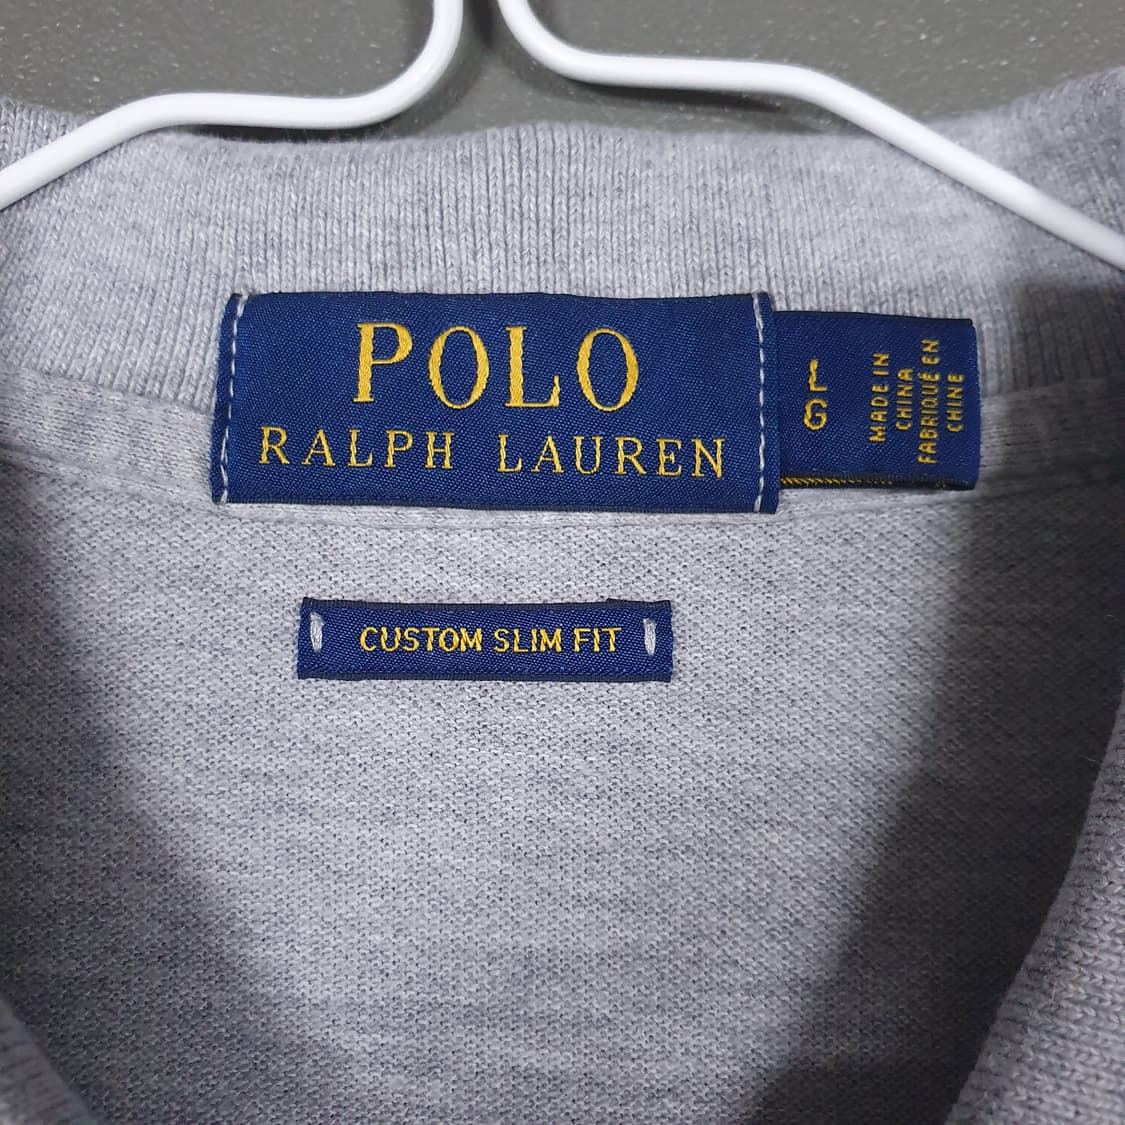 POLO
RALPH LAUREN
L
G
MADE IN
CHINA
FABRIQUÉ EN
CHINE
CUSTOM SLIM FIT